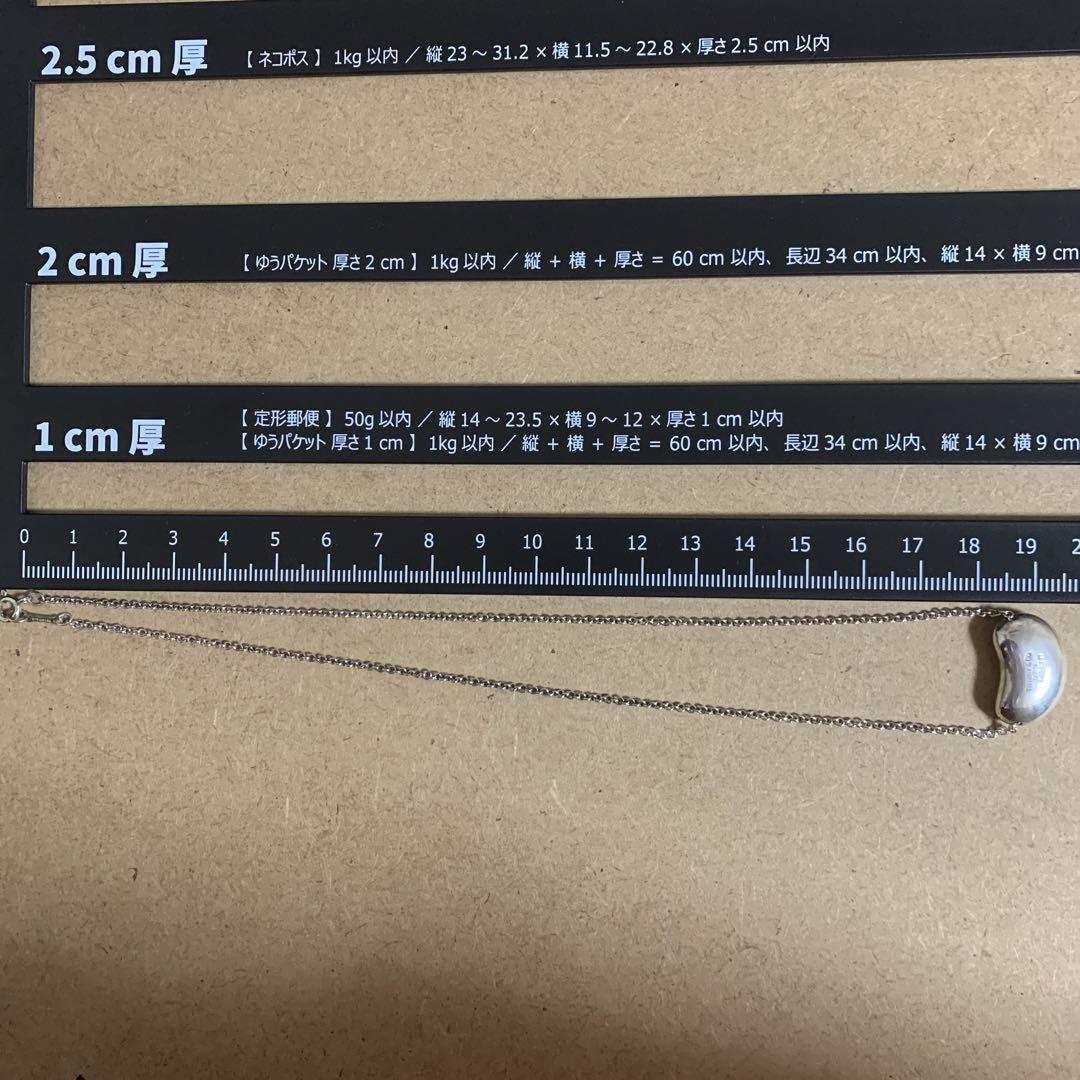 2.5 cm 厚
【 ネコポス 】 1kg 以内 ／ 縦 23 ～ 31.2 × 横 11.5 ～ 22.8 × 厚さ 2.5 cm 以内
2 cm 厚
【 ゆうパケット 厚さ 2 cm 】 1kg 以内 ／ 縦 + 横 + 厚さ = 60 cm 以内、 長辺 34 cm 以内、 縦 14 × 横 9 cm
1 cm 厚
【 定形郵便 】 50g 以内 ／ 縦 14 ～ 23.5 × 横 9 ～ 12 × 厚さ 1 cm 以内
【 ゆうパケット 厚さ 1 cm 】 1kg 以内 ／ 縦 + 横 + 厚さ = 60 cm 以内、 長辺 34 cm 以内、 縦 14 × 横 9 cm
0 1 2 3 4 5 6 7 8 9 10 11 12 13 14 15 16 17 18 19